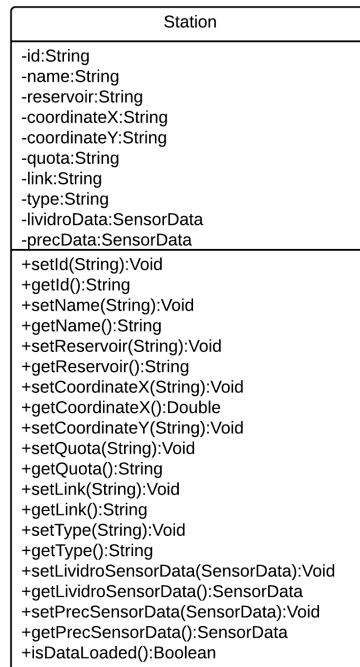 Station
-id:String
-name:String
-reservoir:String
-coordinateX:String
-coordinateY:String
-quota:String
-link:String
-type:String
-lividroData:SensorData
-precData:SensorData
+setId(String):Void
+getId():String
+setName(String):Void
+getName():String
+setReservoir(String):Void
+getReservoir():String
+setCoordinateX(String):Void
+getCoordinateX():Double
+setCoordinateY(String):Void
+setQuota(String):Void
+getQuota():String
+setLink(String):Void
+getLink():String
+setType(String):Void
+getType():String
+setLividroSensorData(SensorData):Void
+getLividroSensorData():SensorData
+setPrecSensorData(SensorData):Void
+getPrecSensorData():SensorData
+isDataLoaded():Boolean